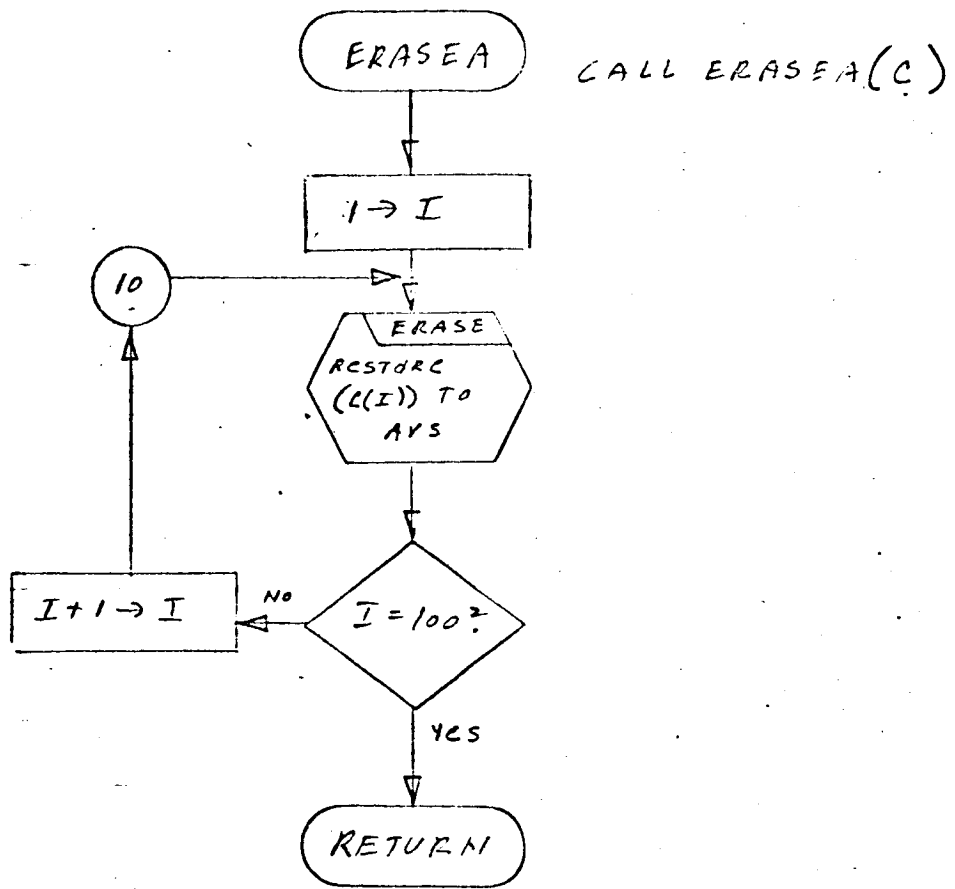 ERASEA
CALL ERASEA(C)
1 → I
10
ERASE
RESTORE
(C(I)) TO
AVS
I + 1 → I
NO
I = 100?
YES
RETURN